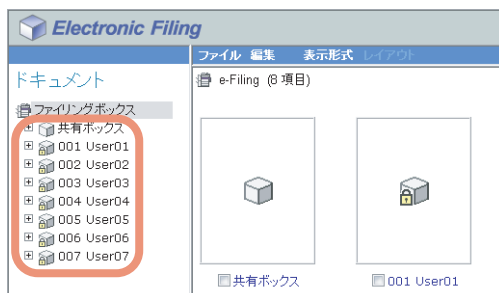 Electronic Filing
ファイル 編集 表示形式 レイアウト
ドキュメント
e-Filing (8 項目)
ファイリングボックス
共有ボックス
001 User01
002 User02
003 User03
004 User04
005 User05
006 User06
007 User07
共有ボックス 001 User01